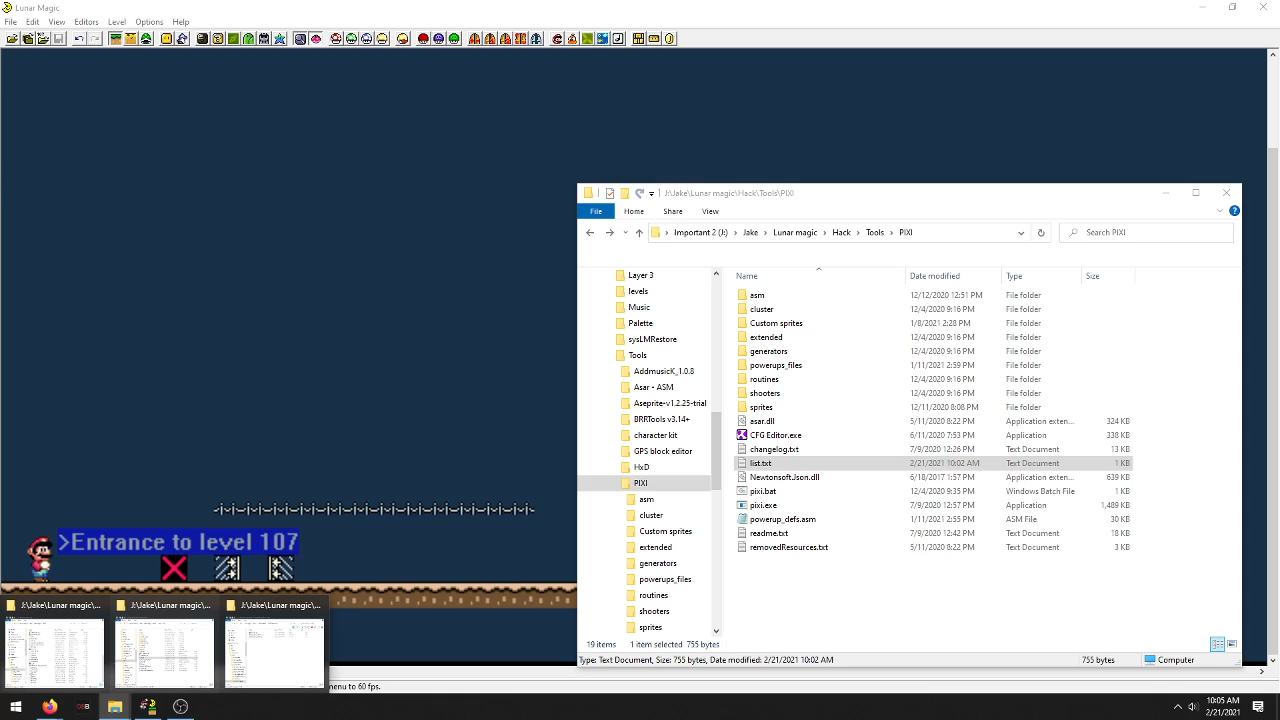 Lunar Magic
File Edit View Editors Level Options Help
J:\Jake\Lunar magic\Hack\Tools\PIXI
File Home Share View
Important 2 (J:) Jake Lunar magic Hack Tools PIXI
Search PIXI
Name Date modified Type Size
Layer 3
levels
Music
Palette
sysLMRestore
Tools
AddmusicK_1.0.8
Asar - ASM
Aseprite-v1.2.25-trial
BRRTools v3.14+
character kit
GPS block editor
HxD
PIXI
asm
cluster
Custom sprites
extended
generators
powerups_files
routines
shooters
sprites
asm 12/12/2020 12:51 PM File folder
cluster 12/4/2020 9:16 PM File folder
Custom sprites 1/8/2021 2:28 PM File folder
extended 12/4/2020 9:16 PM File folder
generators 12/4/2020 9:16 PM File folder
powerups_files 1/11/2021 2:59 PM File folder
routines 12/4/2020 9:16 PM File folder
shooters 12/4/2020 9:16 PM File folder
sprites 12/11/2020 8:08 PM File folder
asar.dll 5/11/2020 8:22 PM Application exten... 324 KB
CFG Editor.exe 6/11/2020 7:53 PM Application 338 KB
changelog.txt 7/9/2020 12:26 PM Text Document 13 KB
list.txt 2/21/2021 10:02 AM Text Document 1 KB
Newtonsoft.Json.dll 6/18/2017 1:57 PM Application exten... 639 KB
pixi.bat 12/4/2020 9:35 PM Windows Batch File 1 KB
pixi.exe 7/9/2020 12:57 PM Application 1,489 KB
powerup_defs.asm 1/11/2021 2:55 PM ASM File 30 KB
readme.txt 7/9/2020 12:42 PM Text Document 18 KB
removedResources.txt 5/11/2020 8:22 PM Text Document 3 KB
>Entrance to level 107
19 items 1 item selected 755 bytes
Type: Text Document, Size: 755 bytes, Date modified: 2/21/2021 10:02 AM 755 bytes Computer
J:\Jake\Lunar magic\... J:\Jake\Lunar magic\... J:\Jake\Lunar magic\...
menu to 60 fps.
OSB
10:05 AM
2/21/2021